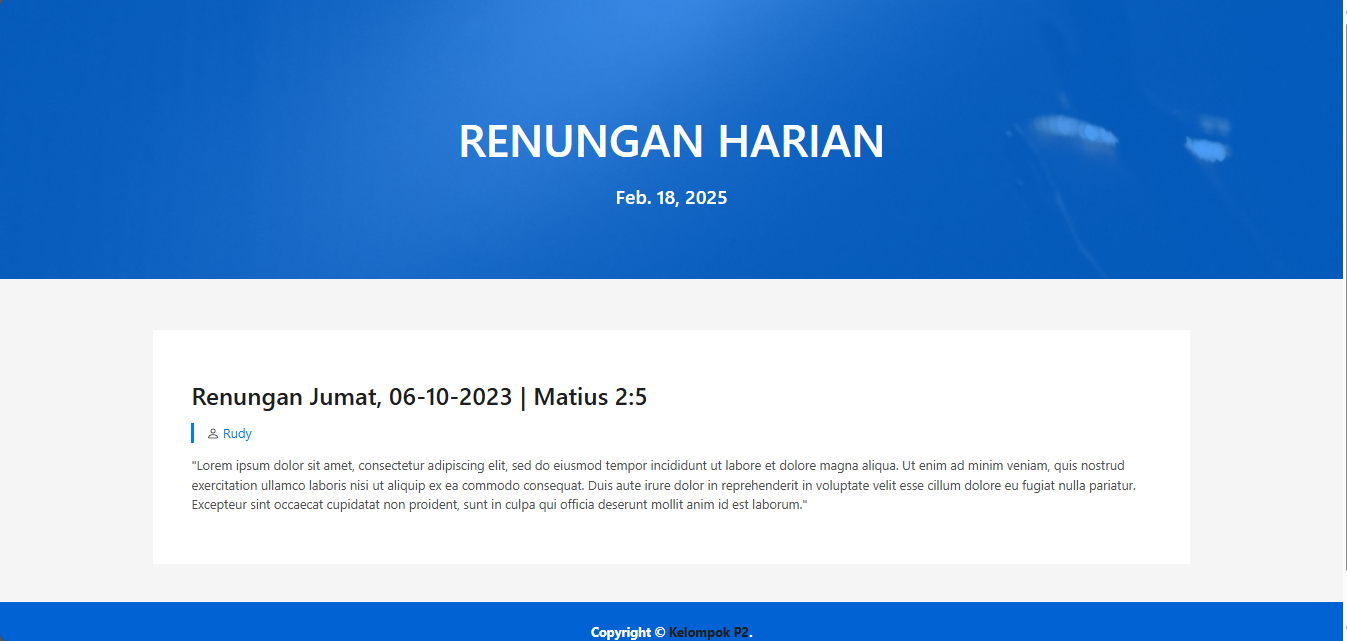 RENUNGAN HARIAN
Feb. 18, 2025
Renungan Jumat, 06-10-2023 | Matius 2:5
Rudy
"Lorem ipsum dolor sit amet, consectetur adipiscing elit, sed do eiusmod tempor incididunt ut labore et dolore magna aliqua. Ut enim ad minim veniam, quis nostrud
exercitation ullamco laboris nisi ut aliquip ex ea commodo consequat. Duis aute irure dolor in reprehenderit in voluptate velit esse cillum dolore eu fugiat nulla pariatur.
Excepteur sint occaecat cupidatat non proident, sunt in culpa qui officia deserunt mollit anim id est laborum."
Copyright © Kelompok P2.